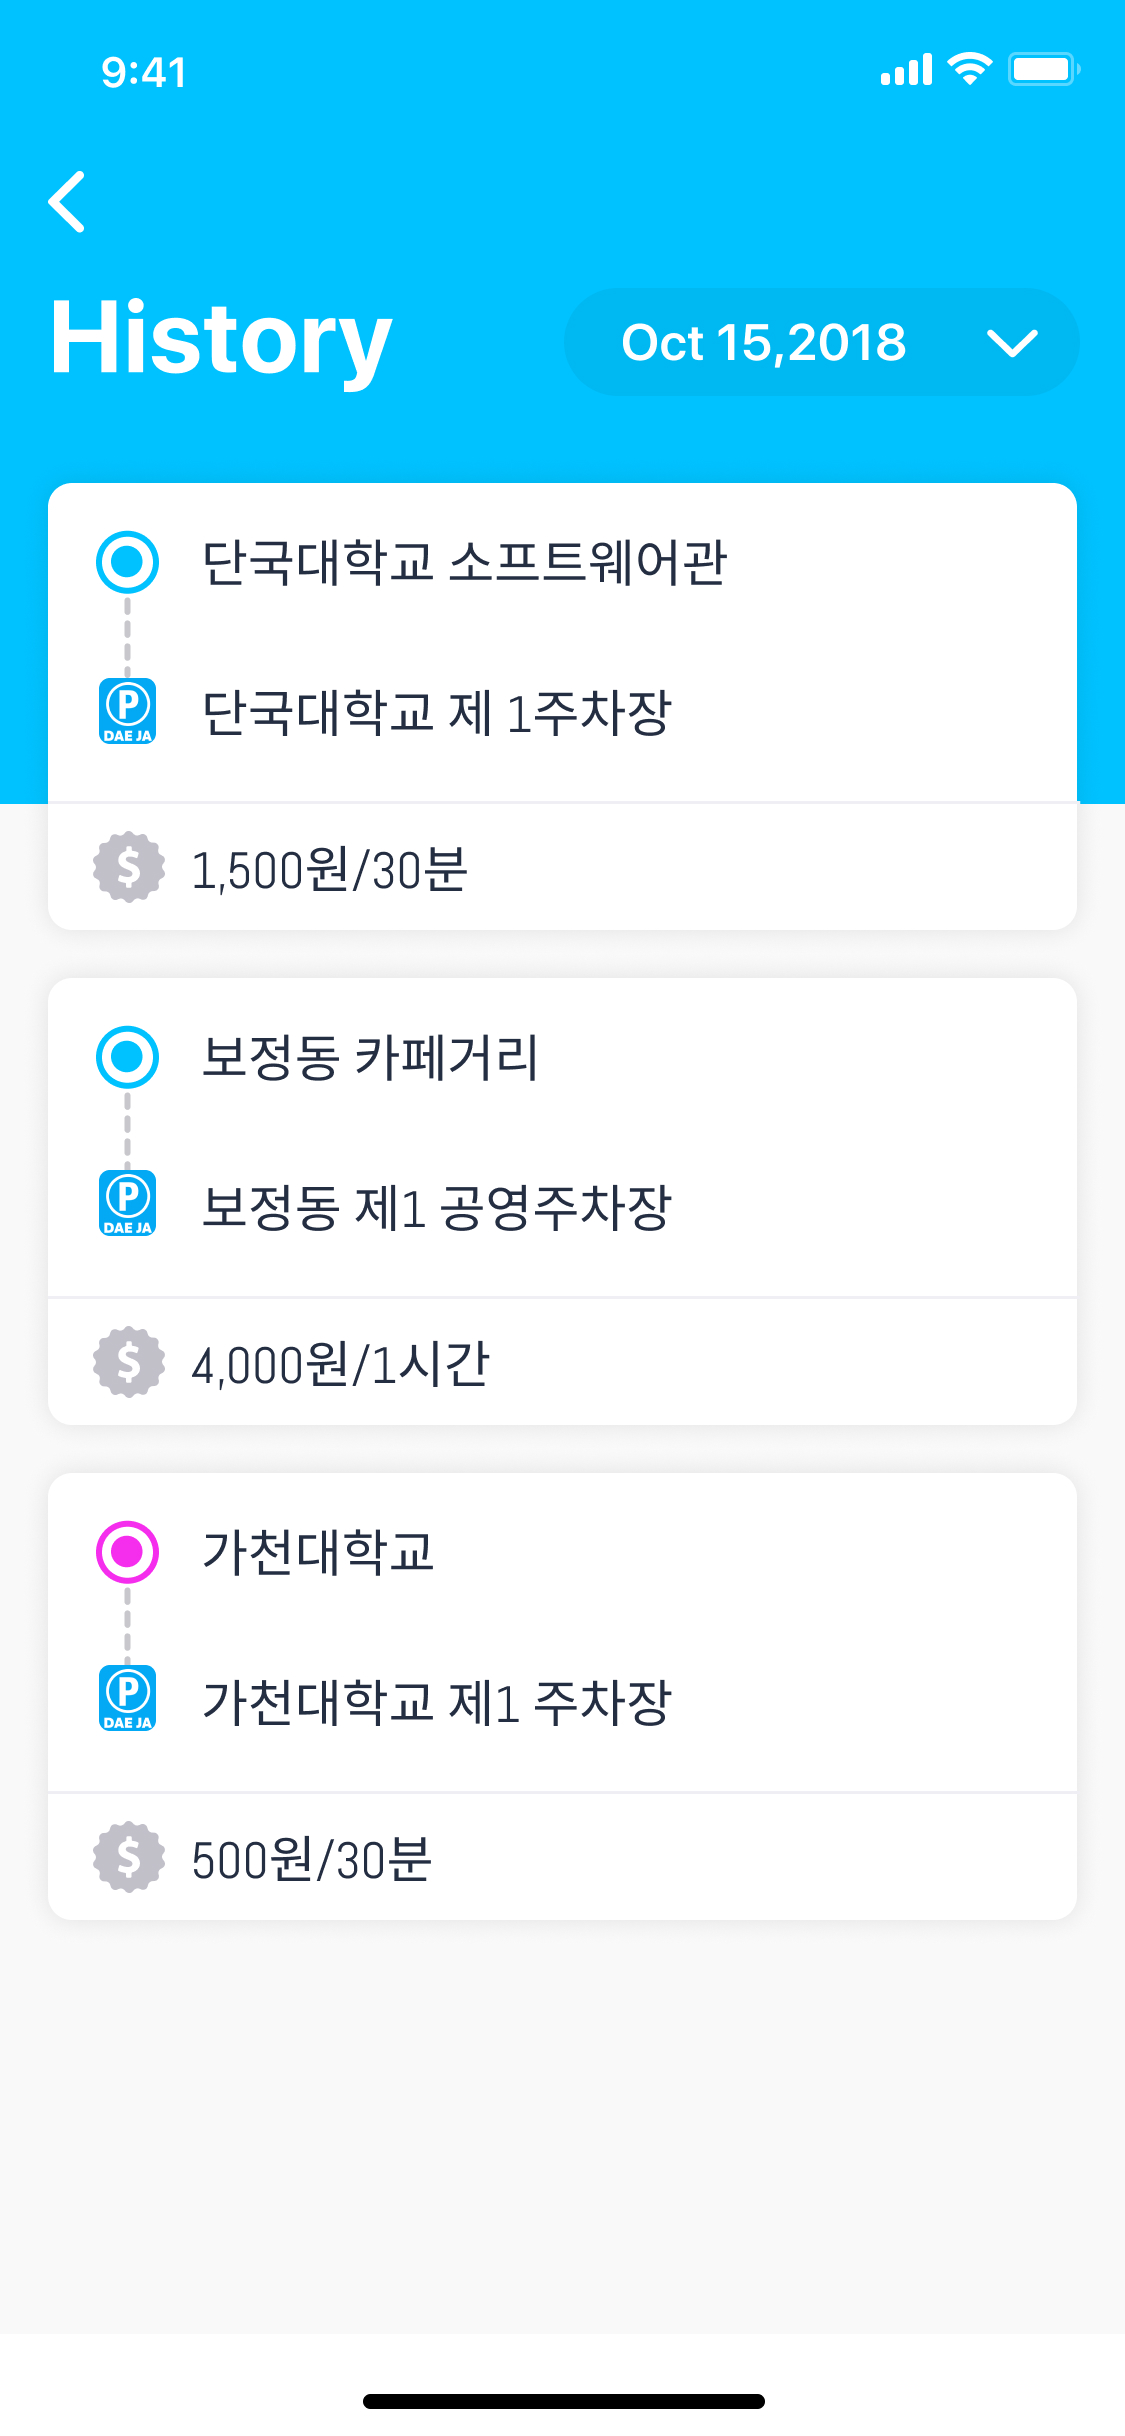 9:41
History
Oct 15,2018
단국대학교 소프트웨어관
P
DAE JA
단국대학교 제 1주차장
$
1,500원/30분
보정동 카페거리
P
DAE JA
보정동 제1 공영주차장
$
4,000원/1시간
가천대학교
P
DAE JA
가천대학교 제1 주차장
$
500원/30분